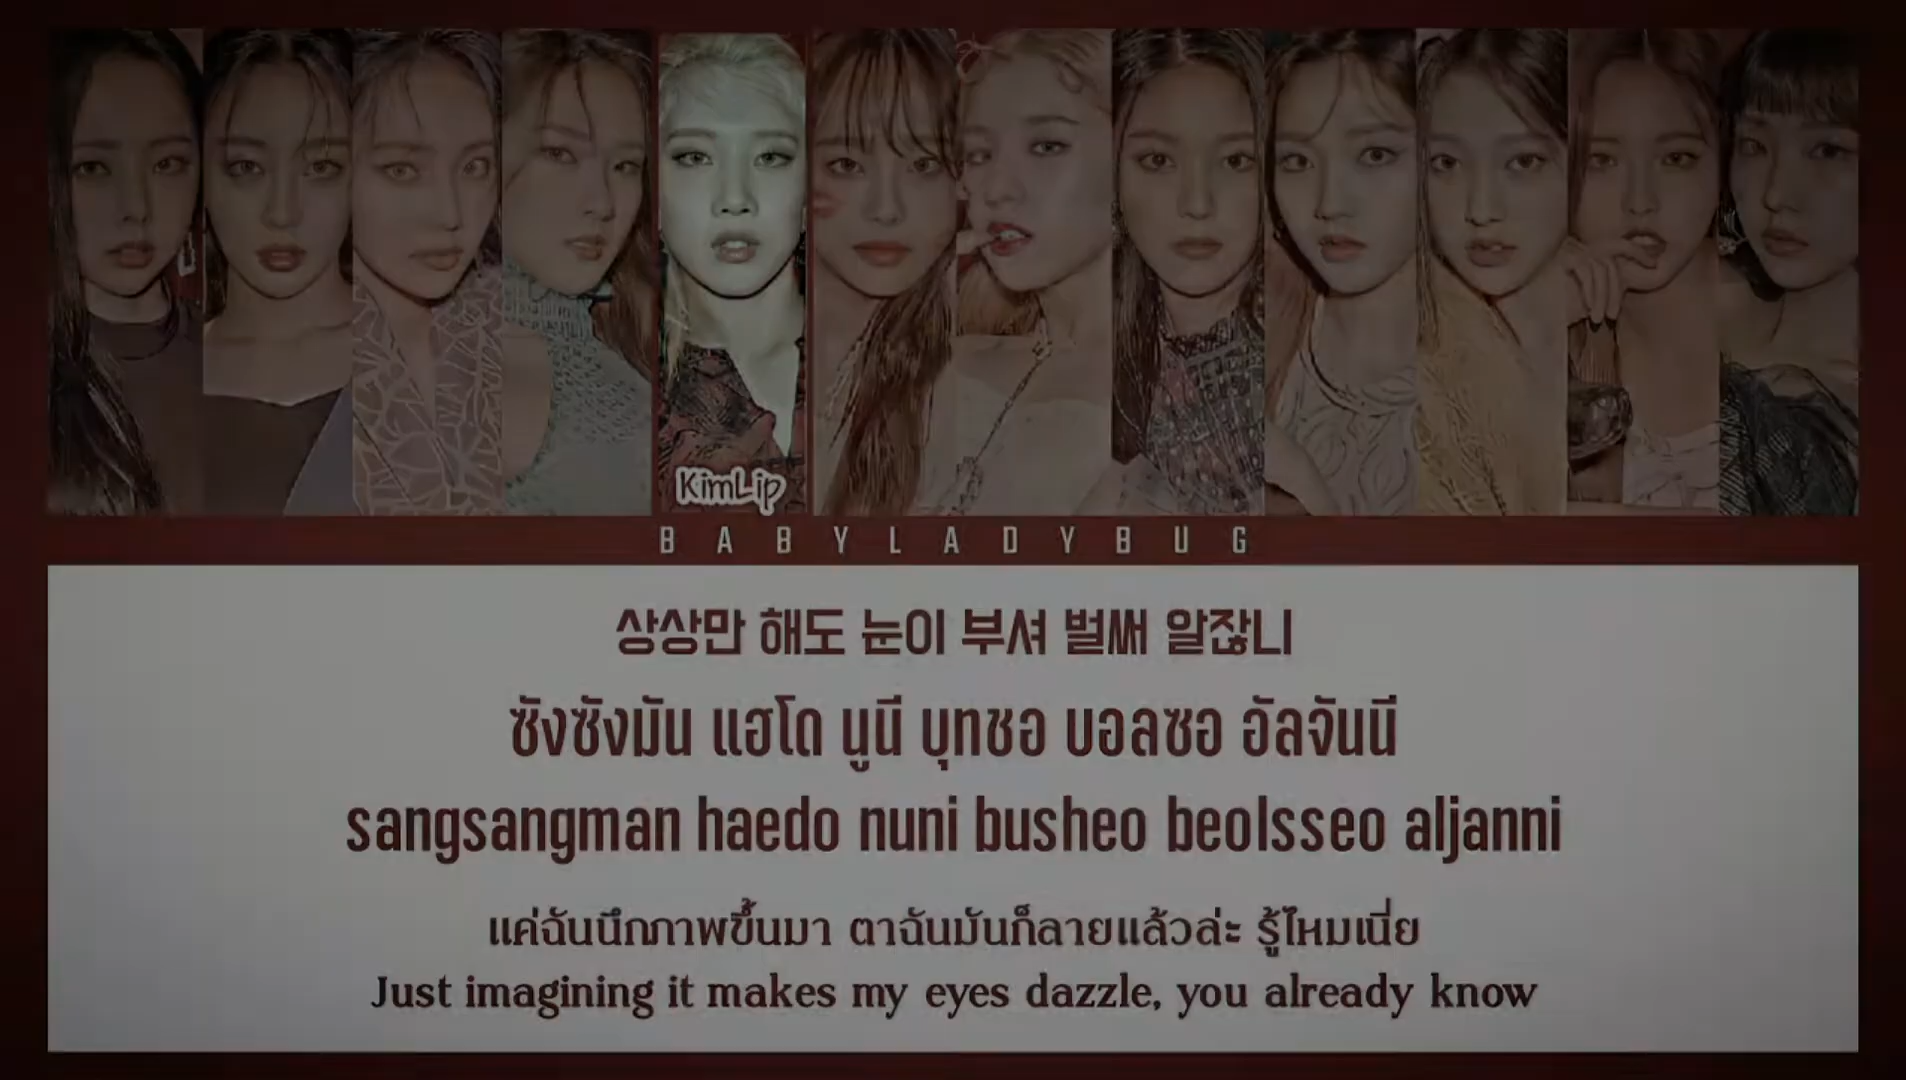 KimLip
BABYLADYBUG
상상만 해도 눈이 부셔 벌써 알잖니
ซังซังมัน แฮโด นูนี บุทชอ บอลซอ อัลจันนี
sangsangman haedo nuni busheo beolsseo aljanni
แค่ฉันนึกภาพขึ้นมา ตาฉันมันก็ลายแล้วล่ะ รู้ไหมเนี่ย
Just imagining it makes my eyes dazzle, you already know